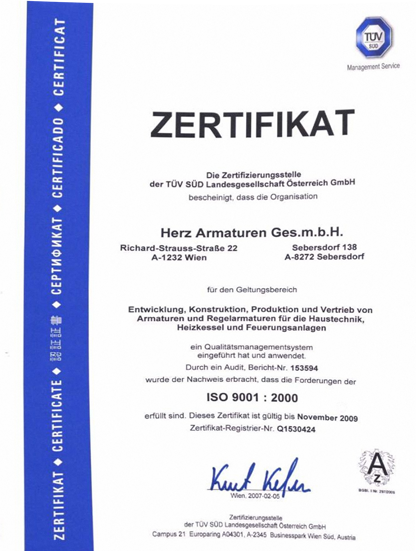 TÜV
SÜD
Management Service
ZERTIFIKAT
Die Zertifizierungsstelle
der TÜV SÜD Landesgesellschaft Österreich GmbH
bescheinigt, dass die Organisation
Herz Armaturen Ges.m.b.H.
Richard-Strauss-Straße 22 Sebersdorf 138
A-1232 Wien A-8272 Sebersdorf
für den Geltungsbereich
Entwicklung, Konstruktion, Produktion und Vertrieb von
Armaturen und Regelarmaturen für die Haustechnik,
Heizkessel und Feuerungsanlagen
ein Qualitätsmanagementsystem
eingeführt hat und anwendet.
Durch ein Audit, Bericht-Nr. 153594
wurde der Nachweis erbracht, dass die Forderungen der
ISO 9001 : 2000
erfüllt sind. Dieses Zertifikat ist gültig bis November 2009
Zertifikat-Registrier-Nr. Q1530424
Wien, 2007-02-05
A
Z
Zertifizierungsstelle
der TÜV SÜD Landesgesellschaft Österreich GmbH
Campus 21 Europaring A04301, A-2345 Businesspark Wien Süd, Austria
ZERTIFIKAT ◆ CERTIFICATE ◆ 認証証書 ◆ СЕРТИФИКАТ ◆ CERTIFICADO ◆ CERTIFICAT